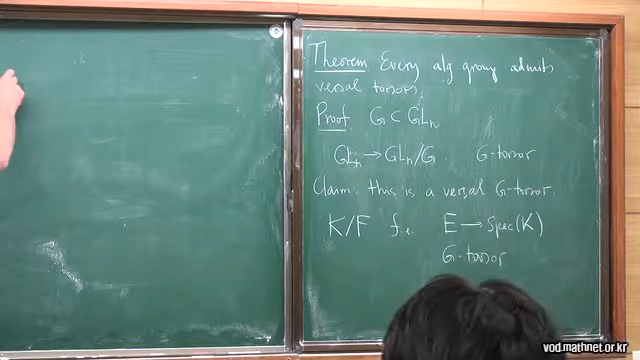 Theorem. Every alg group admits
versal torsors.
Proof G ⊂ GLn
GLn → GLn/G G-torsor
Claim: this is a versal G-torsor.
K/F f.e. E → Spec(K)
G-torsor
vod.mathnet.or.kr